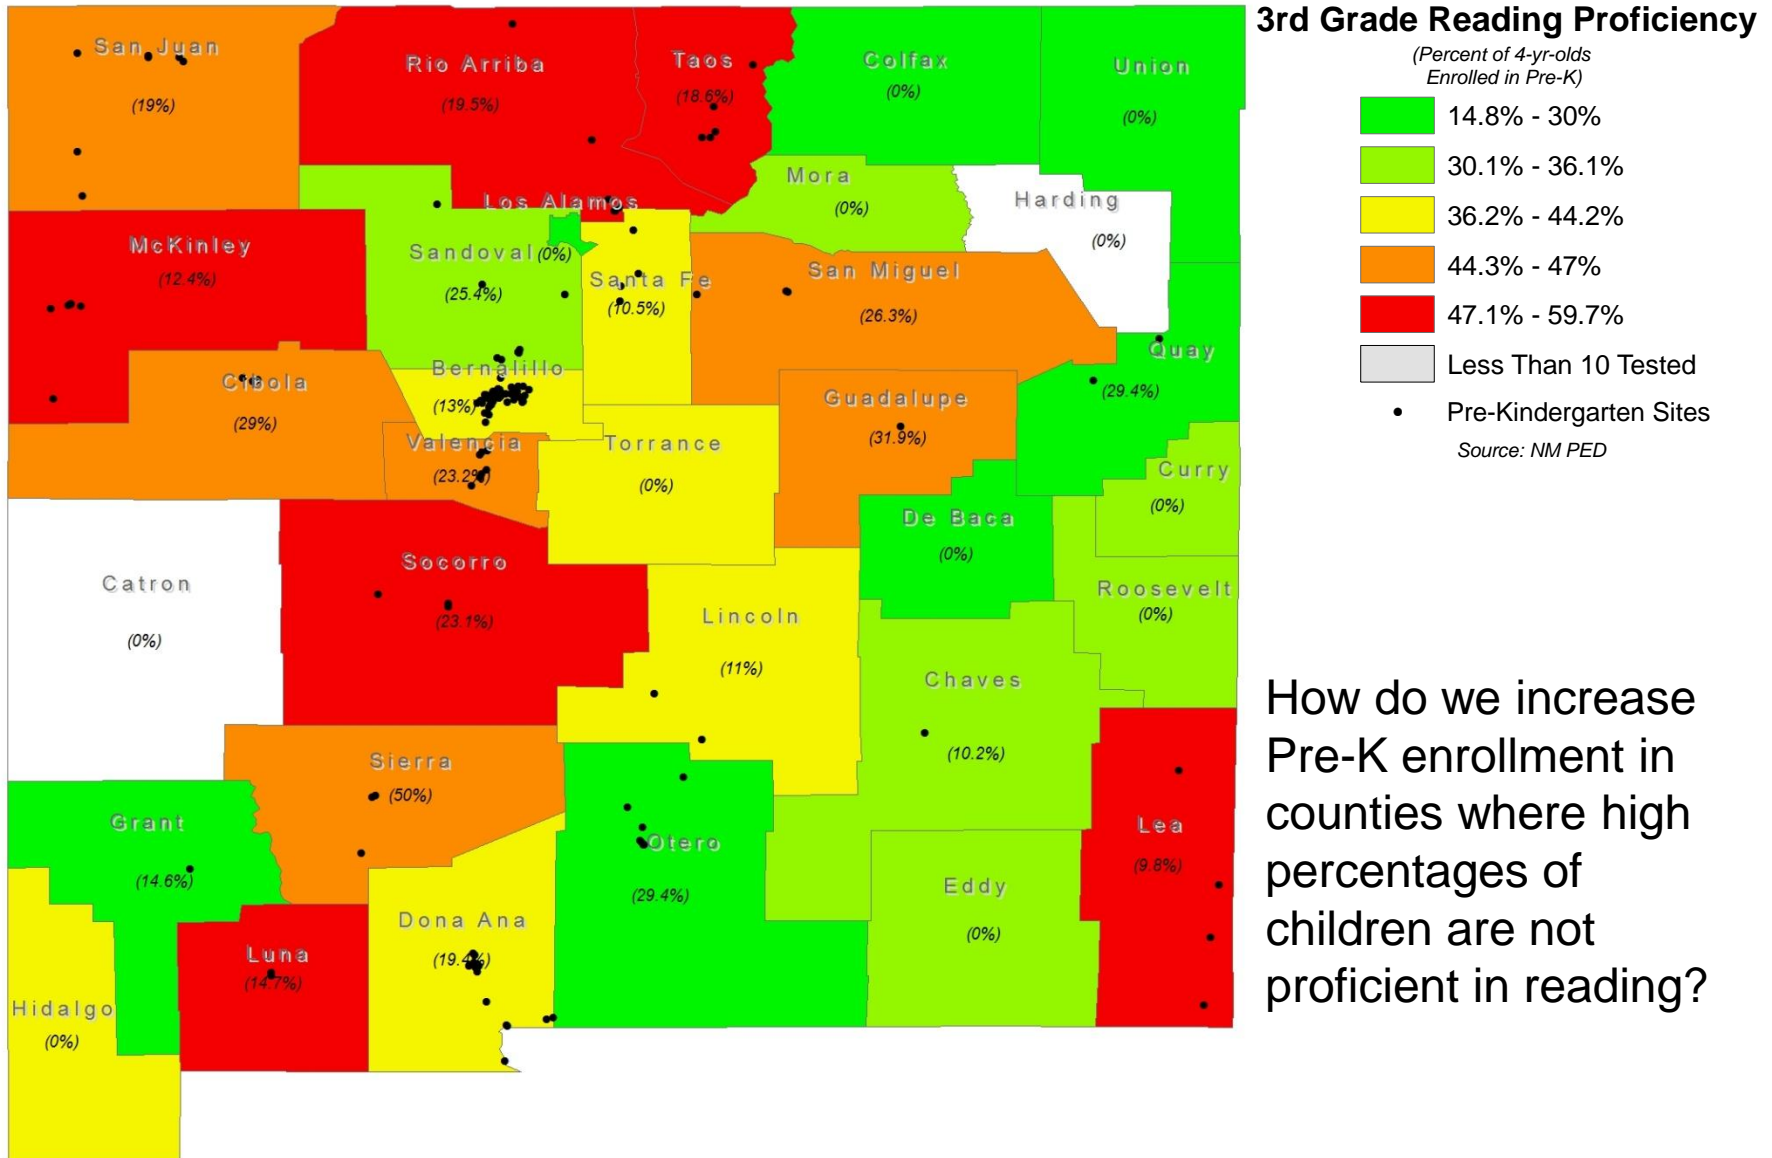 3rd Grade Reading Proficiency
(Percent of 4-yr-olds
Enrolled in Pre-K)
14.8% - 30%
30.1% - 36.1%
36.2% - 44.2%
44.3% - 47%
47.1% - 59.7%
Less Than 10 Tested
Pre-Kindergarten Sites
Source: NM PED
San Juan
(19%)
Rio Arriba
(19.5%)
Taos
(18.6%)
Colfax
(0%)
Union
(0%)
Mora
(0%)
Harding
(0%)
Los Alamos
(0%)
McKinley
(12.4%)
Sandoval
(25.4%)
Santa Fe
(10.5%)
San Miguel
(26.3%)
Quay
(29.4%)
Cibola
(29%)
Bernalillo
(13%)
Guadalupe
(31.9%)
Valencia
(23.2%)
Torrance
(0%)
Curry
(0%)
De Baca
(0%)
Catron
(0%)
Socorro
(23.1%)
Lincoln
(11%)
Roosevelt
(0%)
Chaves
(10.2%)
Sierra
(50%)
Grant
(14.6%)
Otero
(29.4%)
Lea
(9.8%)
Eddy
(0%)
Dona Ana
(19.4%)
Luna
(14.7%)
Hidalgo
(0%)
How do we increase
Pre-K enrollment in
counties where high
percentages of
children are not
proficient in reading?